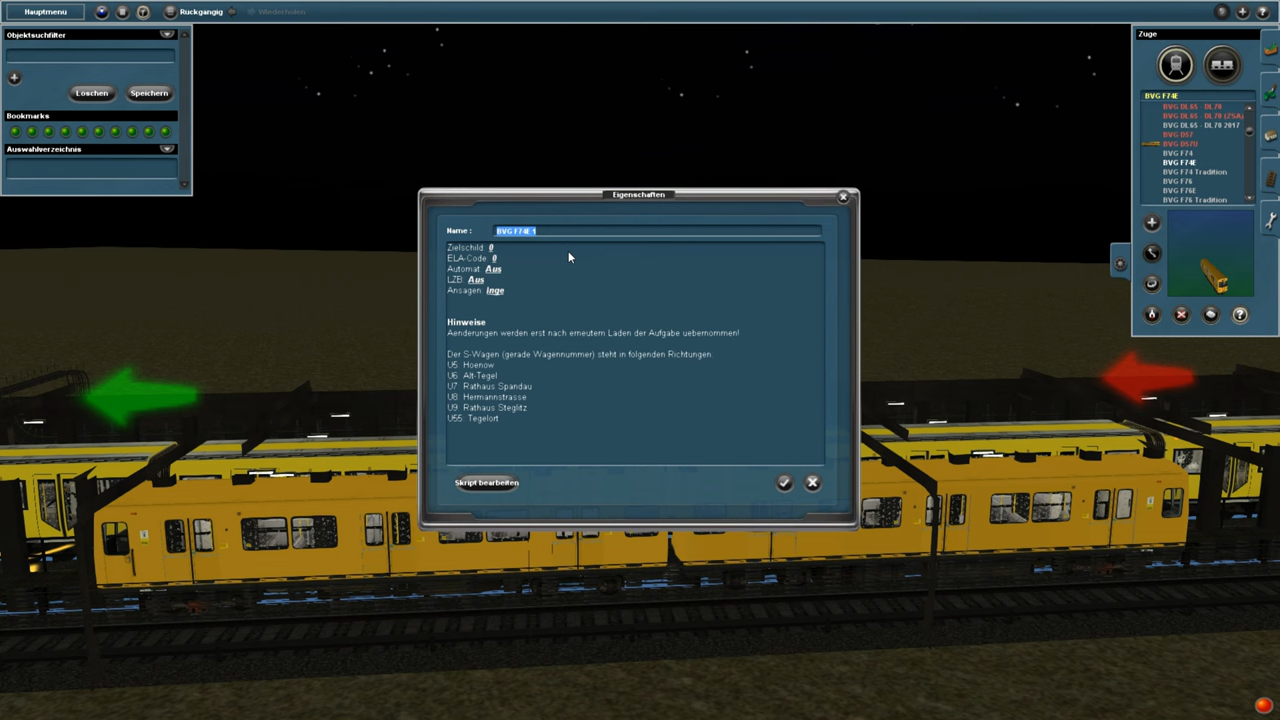 Hauptmenu
Rückgangig
Wiederholen
Objektsuchfilter
Löschen
Speichern
Bookmarks
Auswahlverzeichnis
Eigenschaften
Name :
BVG F74E 1
Zielschild: 0
ELA-Code: 0
Automat: Aus
LZB: Aus
Ansagen: Inge
Hinweise
Aenderungen werden erst nach erneutem Laden der Aufgabe uebernommen!
Der S-Wagen (gerade Wagennummer) steht in folgenden Richtungen:
U5: Hoenow
U6: Alt-Tegel
U7: Rathaus Spandau
U8: Hermannstrasse
U9: Rathaus Steglitz
U55: Tegelort
Skript bearbeiten
Zuge
BVG F74E
BVG DL65 - DL70
BVG DL65 - DL70 (ZSA)
BVG DL65 - DL70 2017
BVG D57
BVG D57U
BVG F74
BVG F74E
BVG F74 Tradition
BVG F76
BVG F76E
BVG F76 Tradition